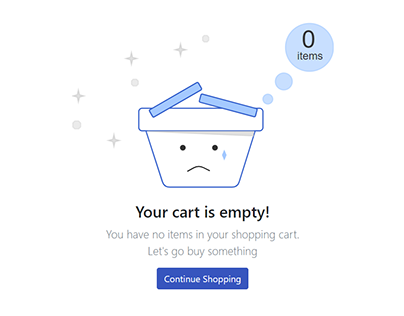 0
items
Your cart is empty!
You have no items in your shopping cart.
Let's go buy something
Continue Shopping